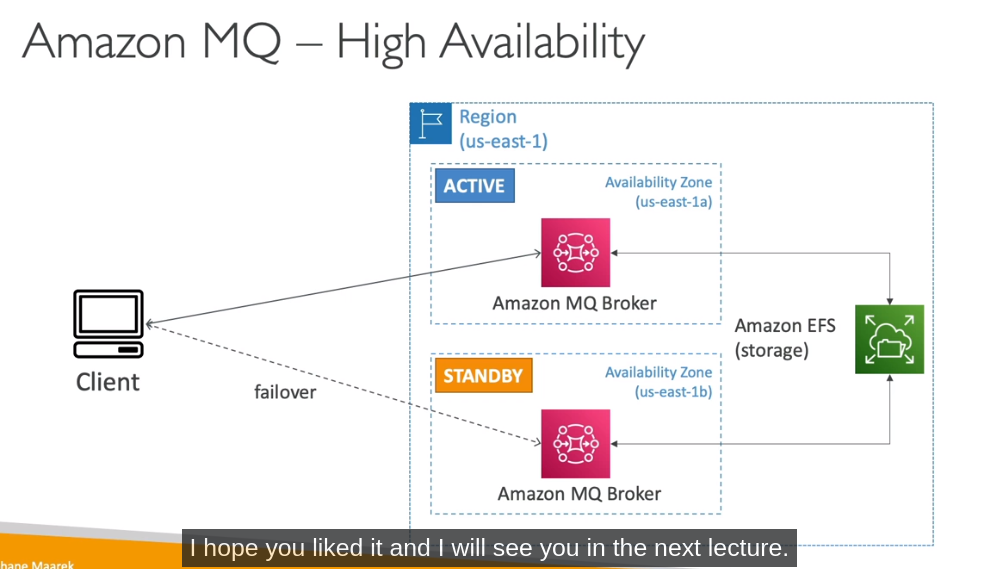 Amazon MQ – High Availability
Region
(us-east-1)
ACTIVE
Availability Zone
(us-east-1a)
Amazon MQ Broker
Amazon EFS
(storage)
Client
failover
STANDBY
Availability Zone
(us-east-1b)
Amazon MQ Broker
I hope you liked it and I will see you in the next lecture.
Maarek